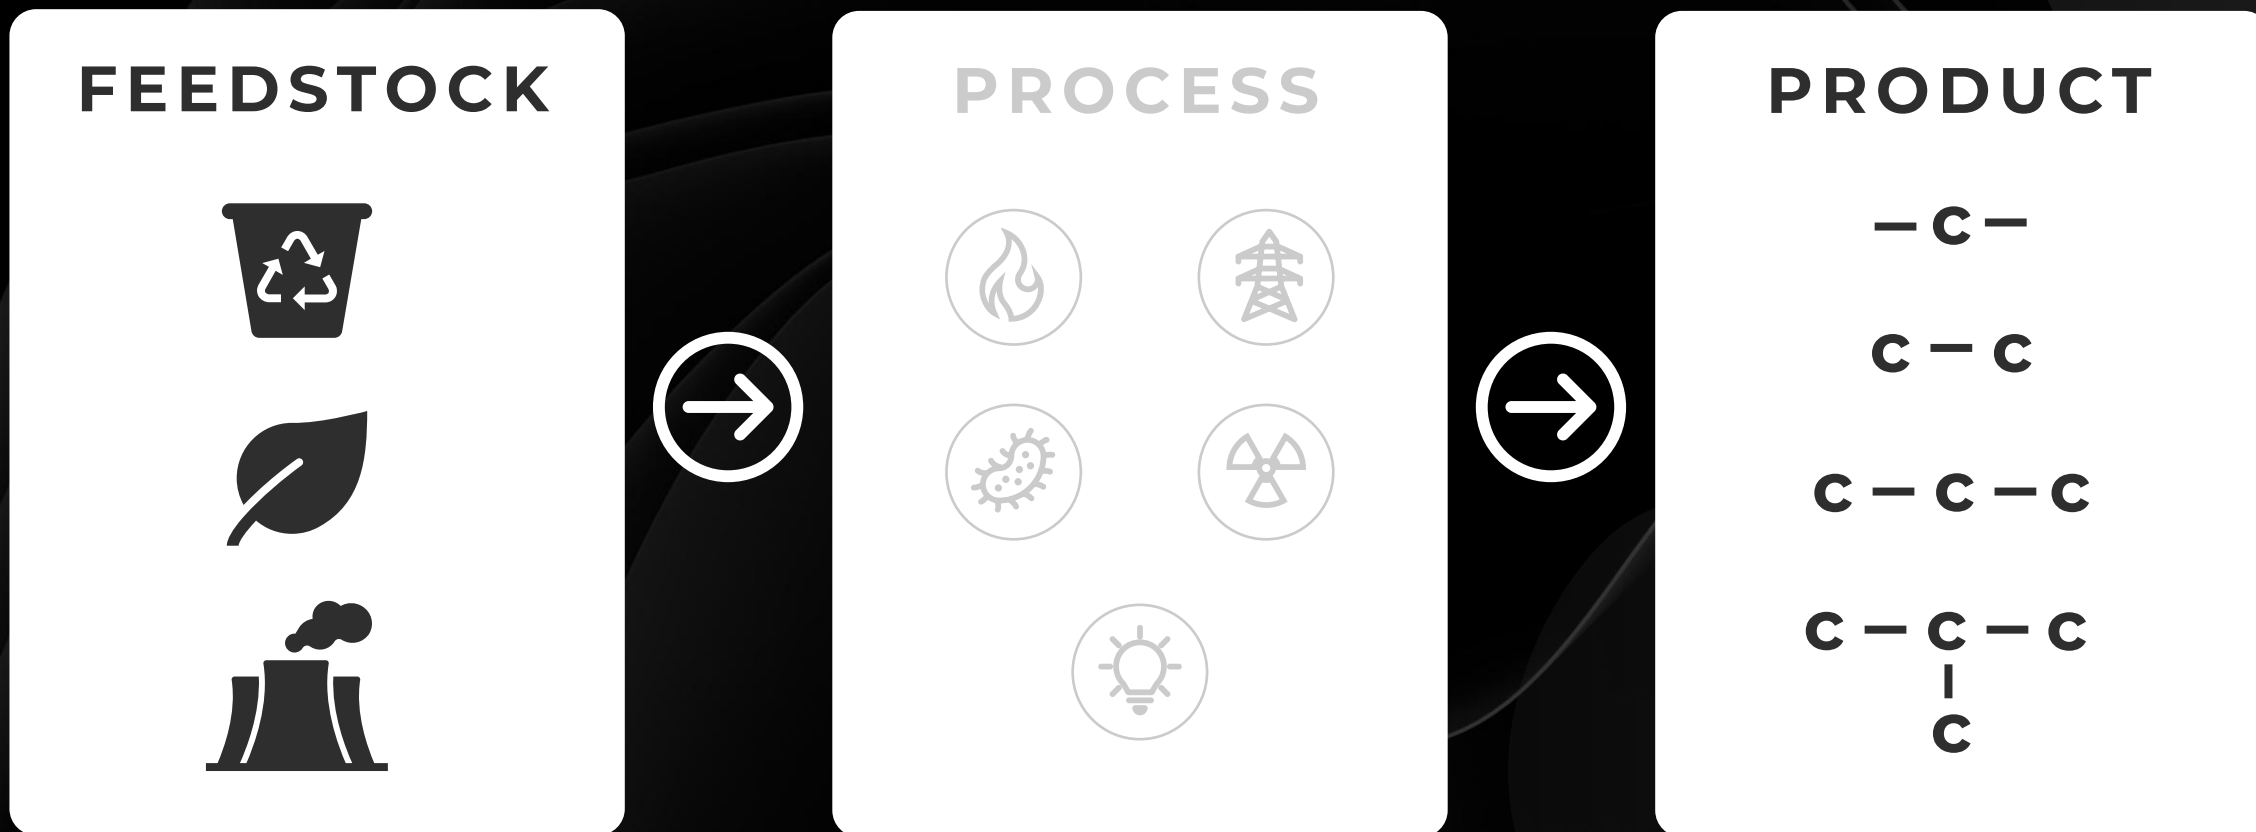 FEEDSTOCK
PROCESS
PRODUCT
– C –
C – C
C – C – C
C – C – C
|
C